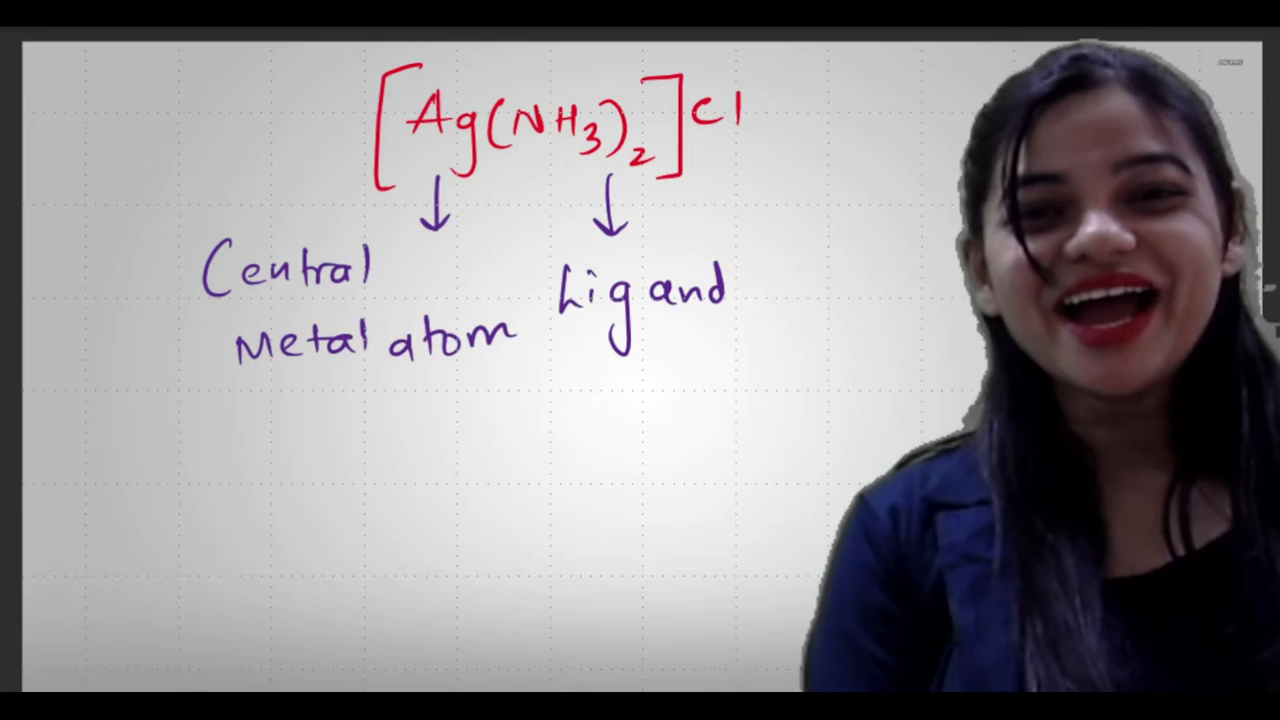 [Ag(NH3)2]Cl
↓ ↓
Central
Metal atom
Ligand